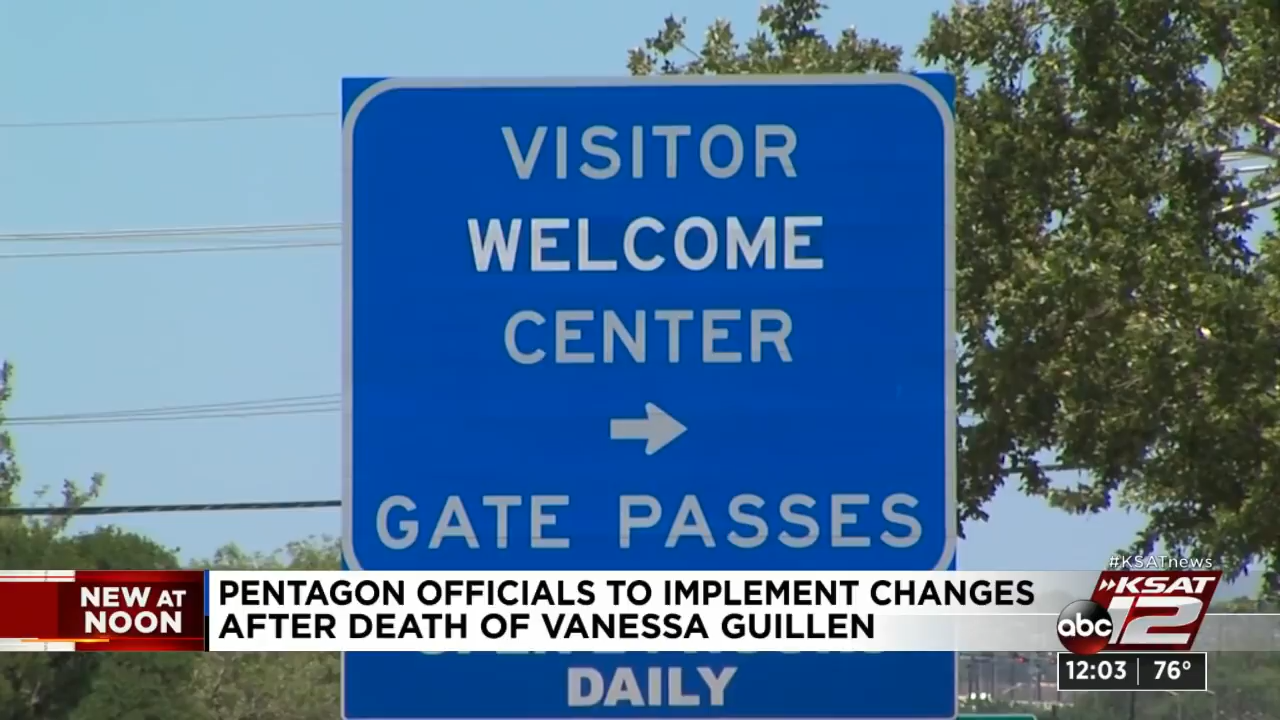 VISITOR
WELCOME
CENTER
GATE PASSES
DAILY
#KSATnews
NEW AT
NOON
PENTAGON OFFICIALS TO IMPLEMENT CHANGES
AFTER DEATH OF VANESSA GUILLEN
KSAT
abc 12
12:03 76°